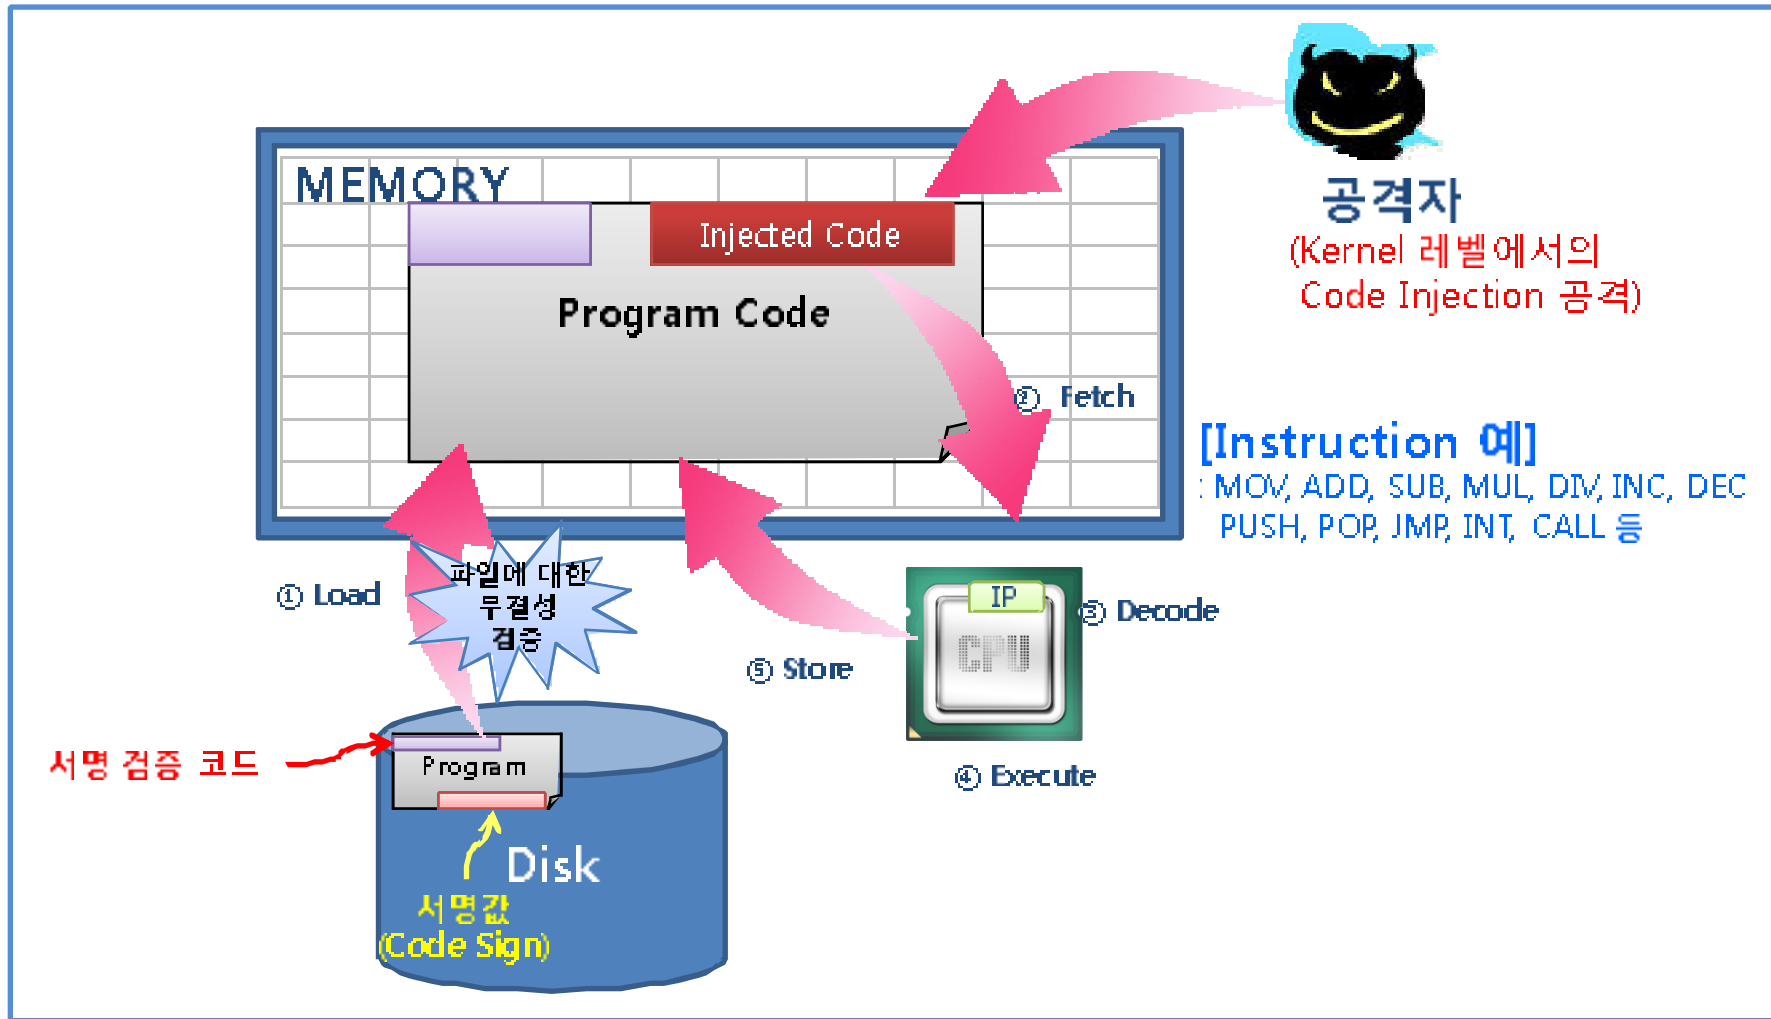 MEMORY
Injected Code
Program Code
공격자
(Kernel 레벨에서의
Code Injection 공격)
② Fetch
[Instruction 예]
: MOV, ADD, SUB, MUL, DIV, INC, DEC
PUSH, POP, JMP, INT, CALL 등
① Load
파일에 대한
무결성
검증
IP
CPU
③ Decode
⑤ Store
④ Execute
서명 검증 코드
Program
Disk
서명값
(Code Sign)